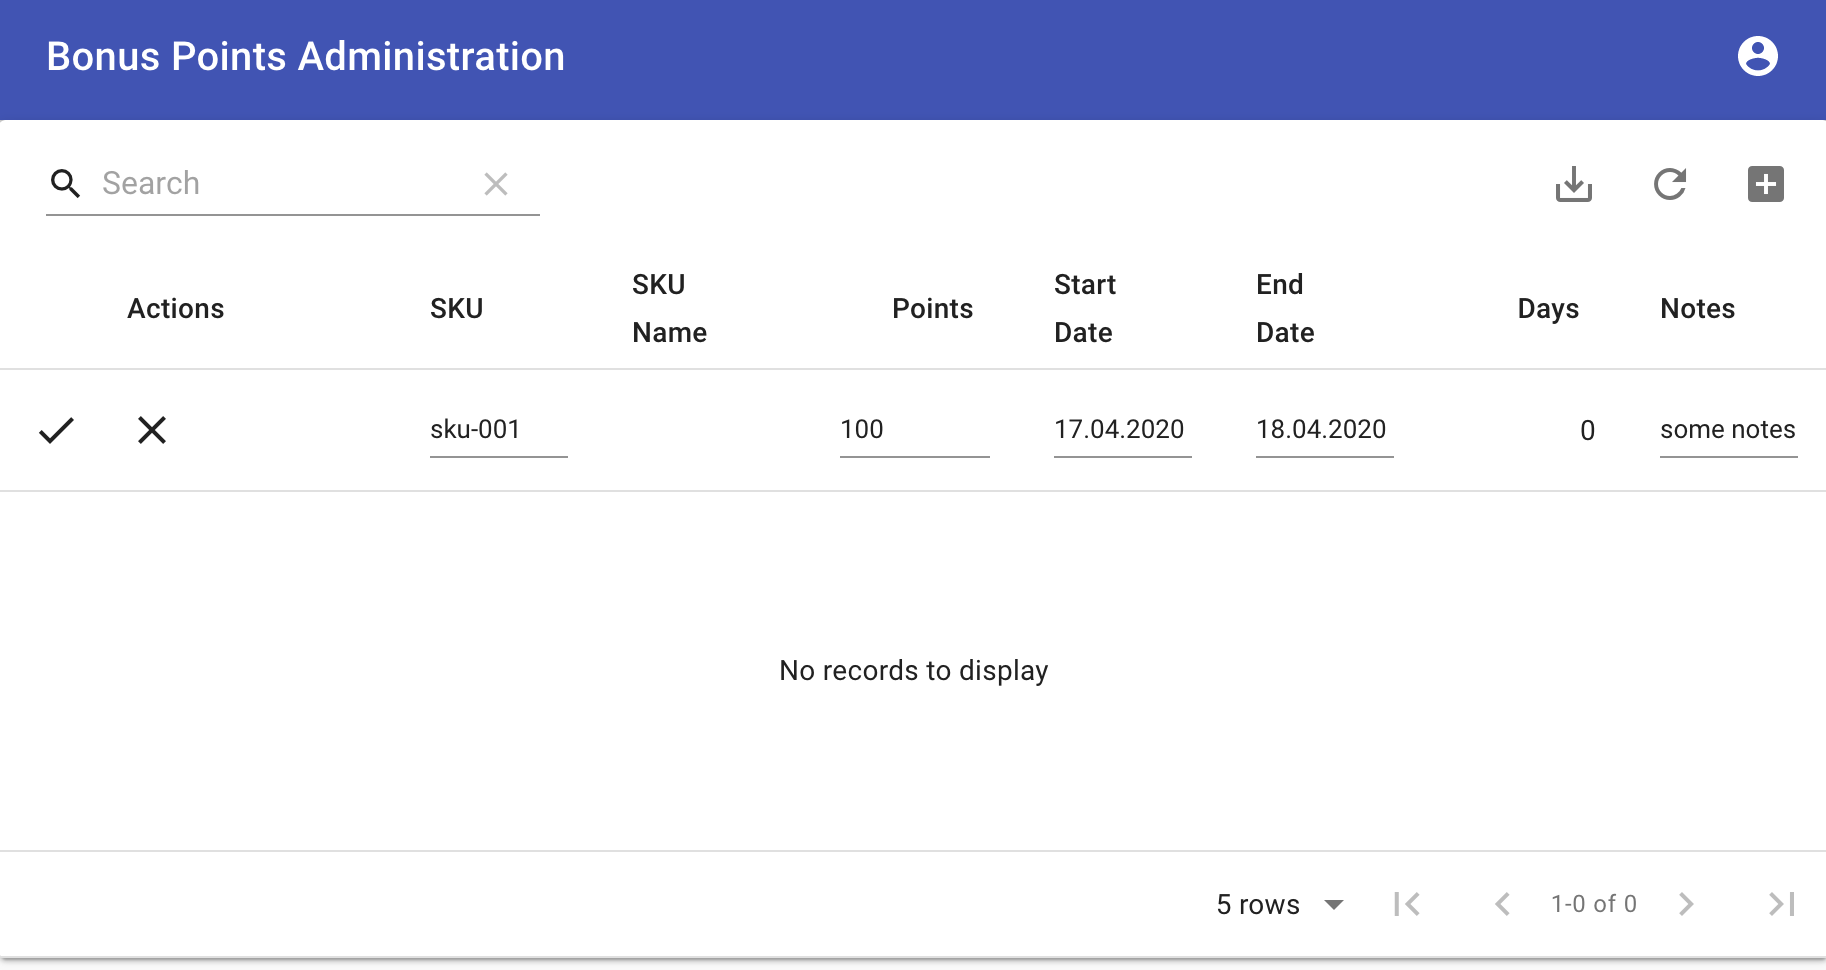 Bonus Points Administration
Search
Actions SKU SKU Name Points Start Date End Date Days Notes
sku-001 100 17.04.2020 18.04.2020 0 some notes
No records to display
5 rows 1-0 of 0